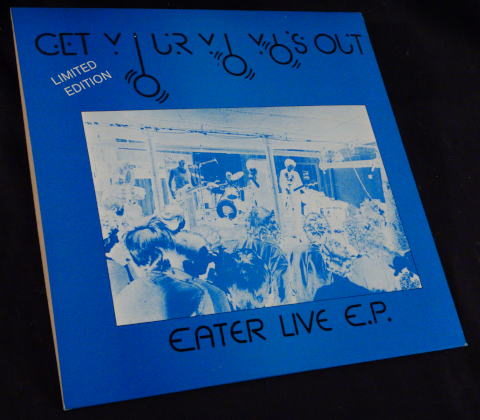 GET YOUR YO YO'S OUT
LIMITED
EDITION
EATER LIVE E.P.